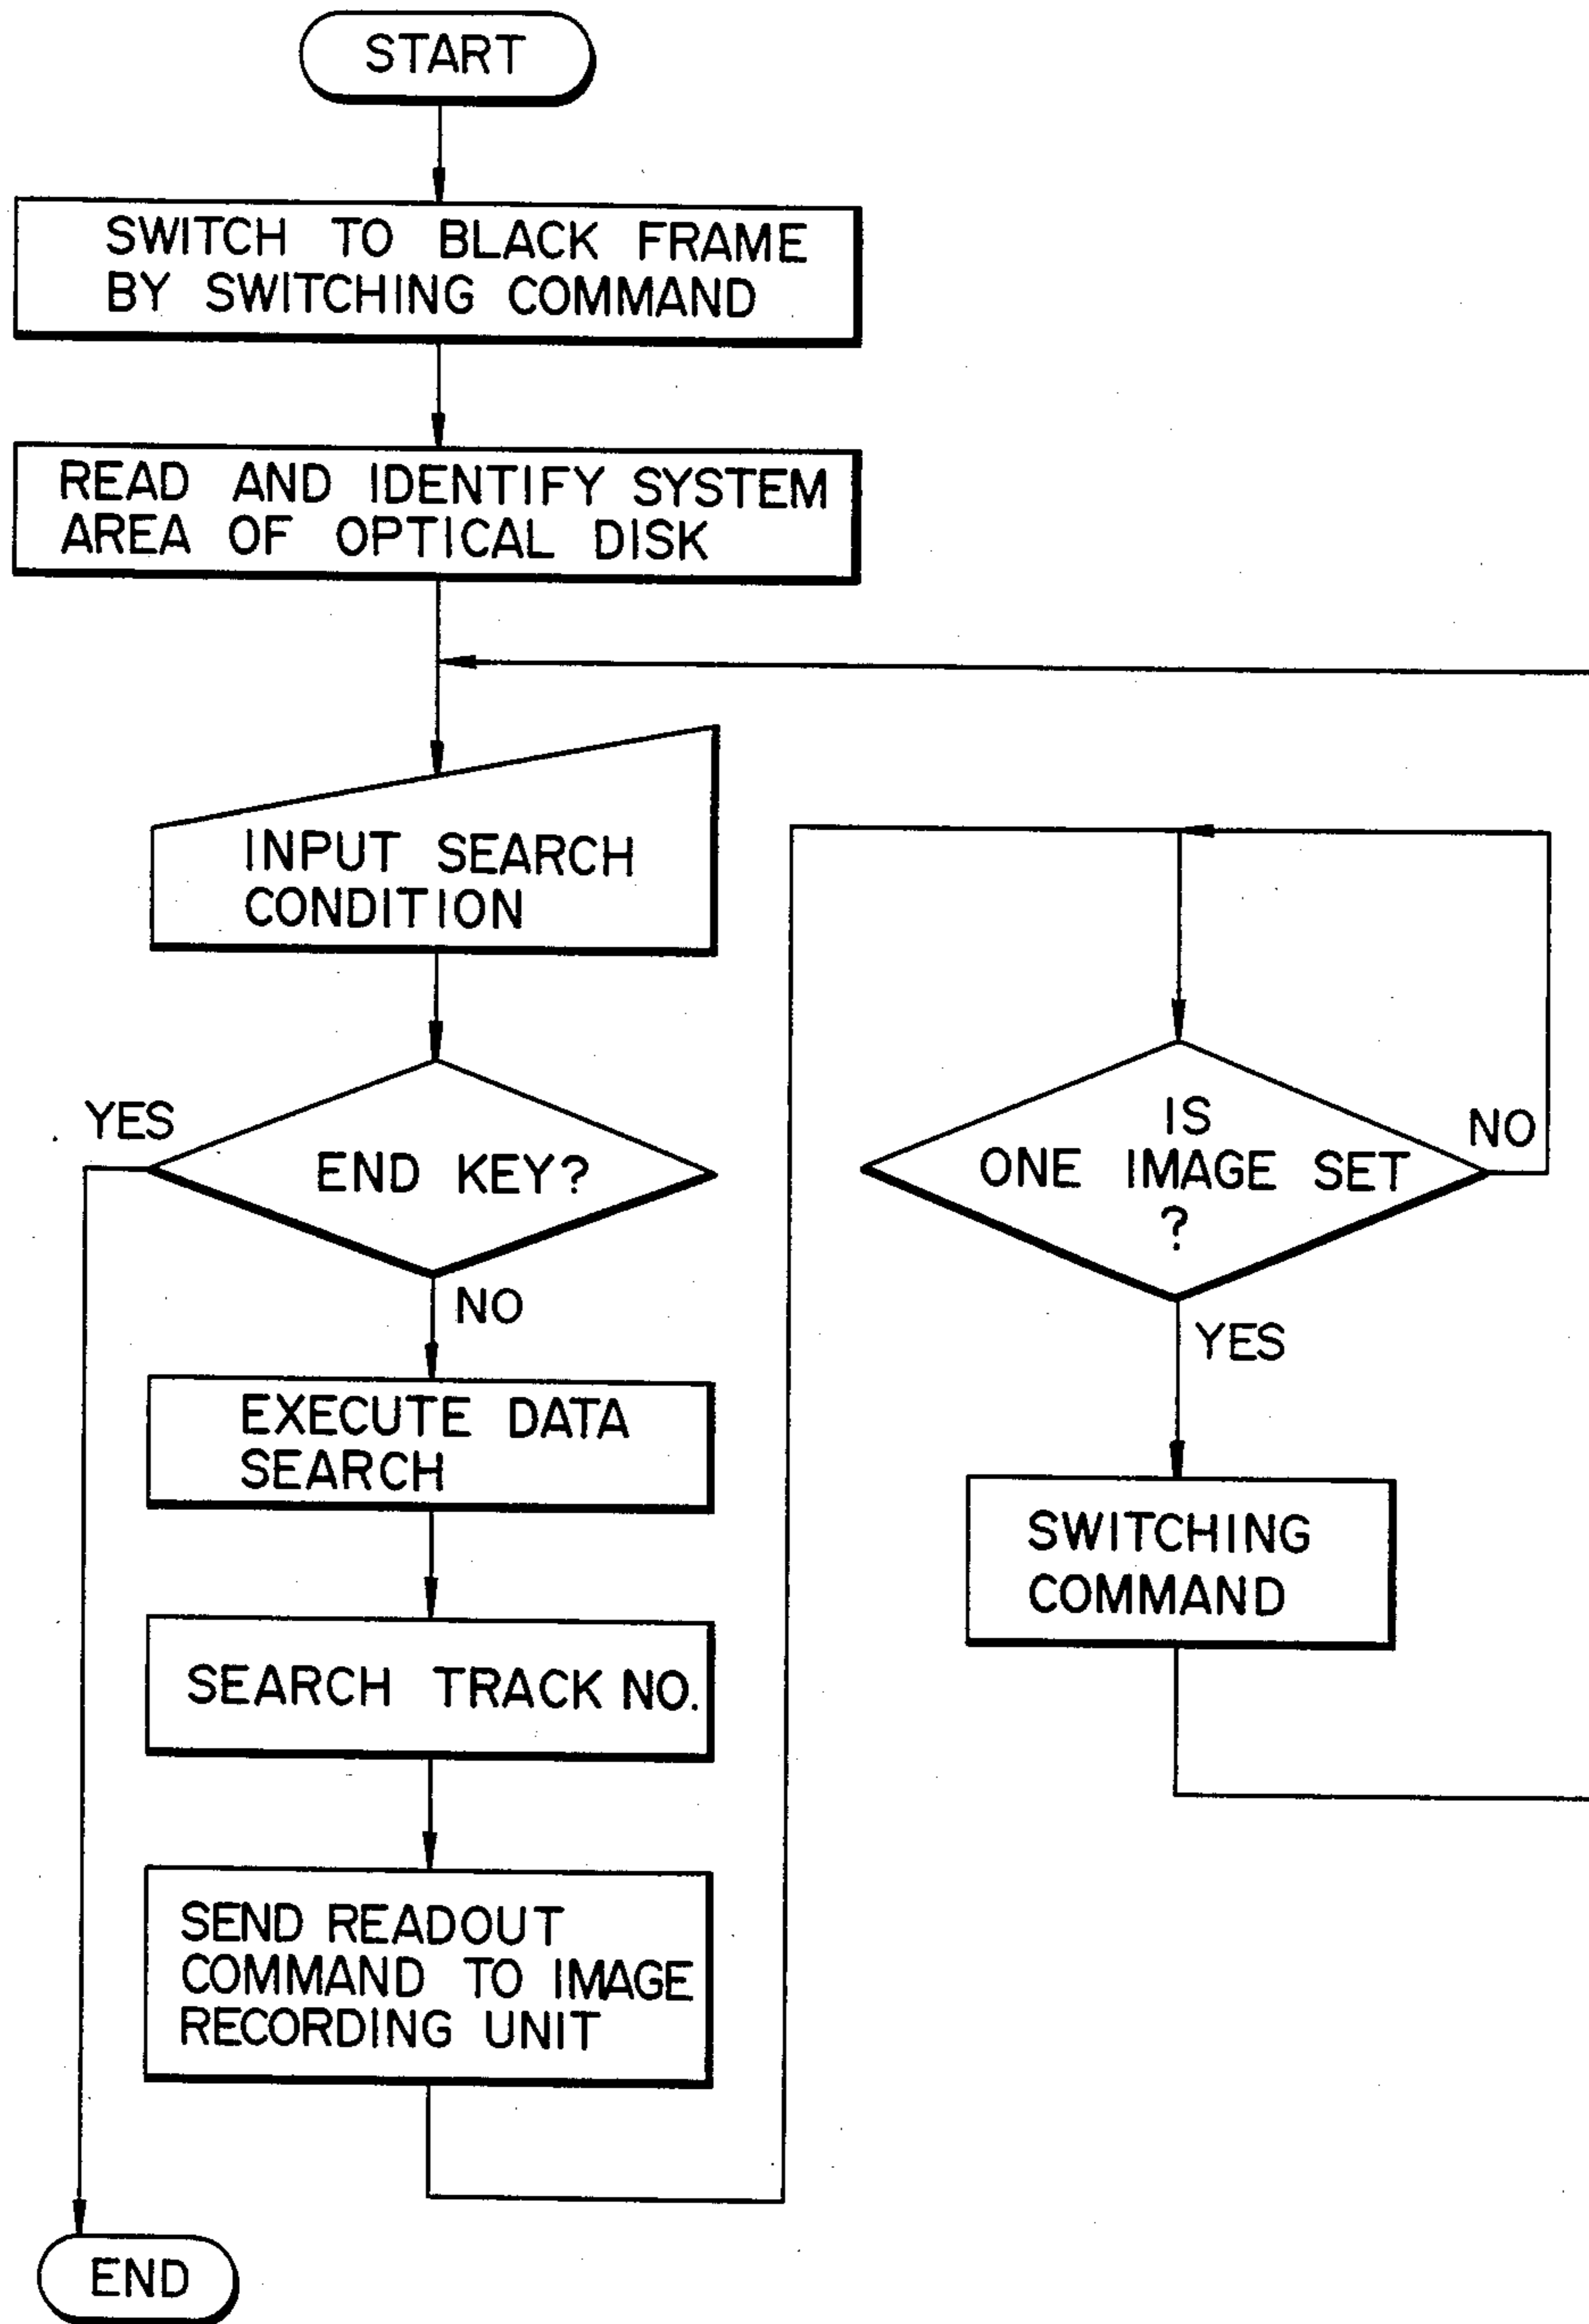 START
SWITCH TO BLACK FRAME
BY SWITCHING COMMAND
READ AND IDENTIFY SYSTEM
AREA OF OPTICAL DISK
INPUT SEARCH
CONDITION
YES
END KEY?
NO
EXECUTE DATA
SEARCH
SEARCH TRACK NO.
SEND READOUT
COMMAND TO IMAGE
RECORDING UNIT
IS
ONE IMAGE SET
?
NO
YES
SWITCHING
COMMAND
END